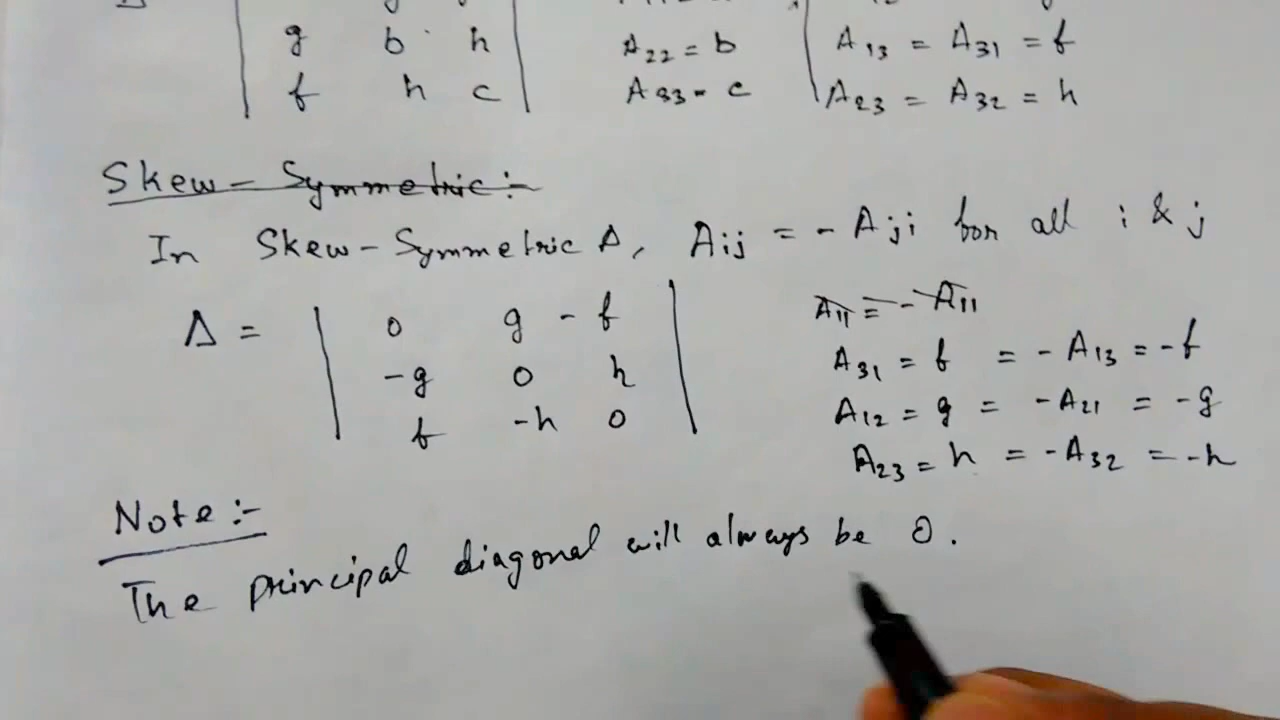 g b h
f h c
A22 = b
A33 = c
A13 = A31 = f
A23 = A32 = h
Skew-Symmetric:-
In Skew-Symmetric Δ, Aij = - Aji for all i & j
Δ =
0 g - f
-g 0 h
f -h 0
A11 = - A11
A31 = f = - A13 = - f
A12 = g = - A21 = - g
A23 = h = - A32 = - h
Note:-
The principal diagonal will always be 0.